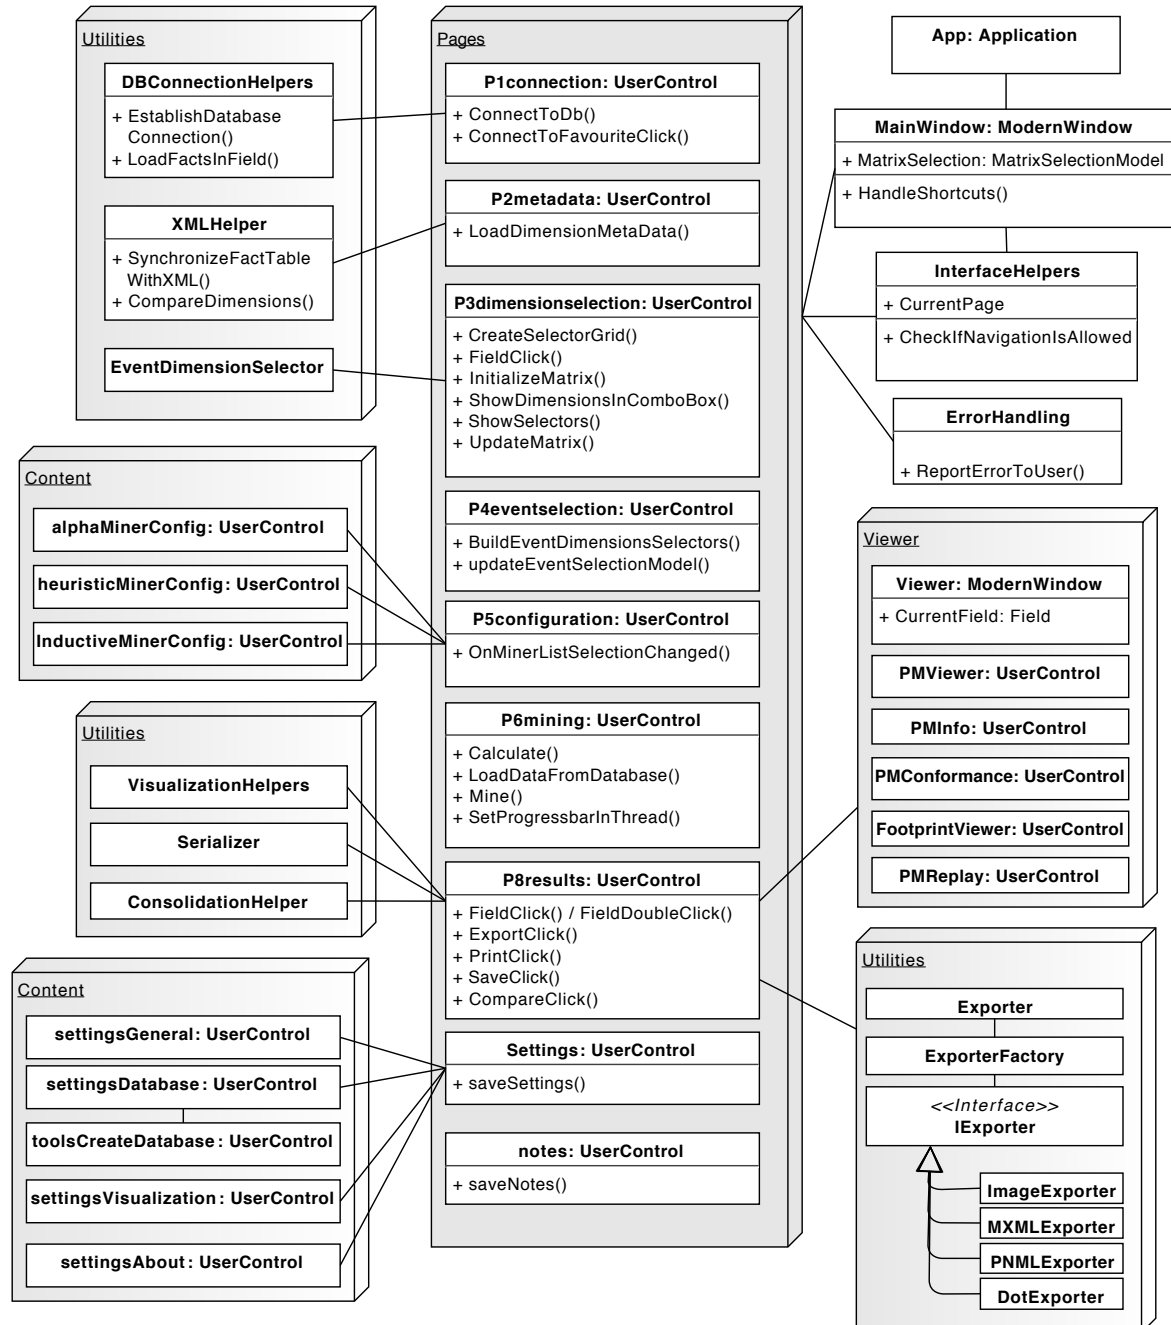 Utilities
DBConnectionHelpers
+ EstablishDatabase
Connection()
+ LoadFactsInField()
XMLHelper
+ SynchronizeFactTable
WithXML()
+ CompareDimensions()
EventDimensionSelector
Content
alphaMinerConfig: UserControl
heuristicMinerConfig: UserControl
InductiveMinerConfig: UserControl
Utilities
VisualizationHelpers
Serializer
ConsolidationHelper
Content
settingsGeneral: UserControl
settingsDatabase: UserControl
toolsCreateDatabase: UserControl
settingsVisualization: UserControl
settingsAbout: UserControl
Pages
P1connection: UserControl
+ ConnectToDb()
+ ConnectToFavouriteClick()
P2metadata: UserControl
+ LoadDimensionMetaData()
P3dimensionselection: UserControl
+ CreateSelectorGrid()
+ FieldClick()
+ InitializeMatrix()
+ ShowDimensionsInComboBox()
+ ShowSelectors()
+ UpdateMatrix()
P4eventselection: UserControl
+ BuildEventDimensionsSelectors()
+ updateEventSelectionModel()
P5configuration: UserControl
+ OnMinerListSelectionChanged()
P6mining: UserControl
+ Calculate()
+ LoadDataFromDatabase()
+ Mine()
+ SetProgressbarInThread()
P8results: UserControl
+ FieldClick() / FieldDoubleClick()
+ ExportClick()
+ PrintClick()
+ SaveClick()
+ CompareClick()
Settings: UserControl
+ saveSettings()
notes: UserControl
+ saveNotes()
App: Application
MainWindow: ModernWindow
+ MatrixSelection: MatrixSelectionModel
+ HandleShortcuts()
InterfaceHelpers
+ CurrentPage
+ CheckIfNavigationIsAllowed
ErrorHandling
+ ReportErrorToUser()
Viewer
Viewer: ModernWindow
+ CurrentField: Field
PMViewer: UserControl
PMInfo: UserControl
PMConformance: UserControl
FootprintViewer: UserControl
PMReplay: UserControl
Utilities
Exporter
ExporterFactory
<<Interface>>
IExporter
ImageExporter
MXMLExporter
PNMLExporter
DotExporter